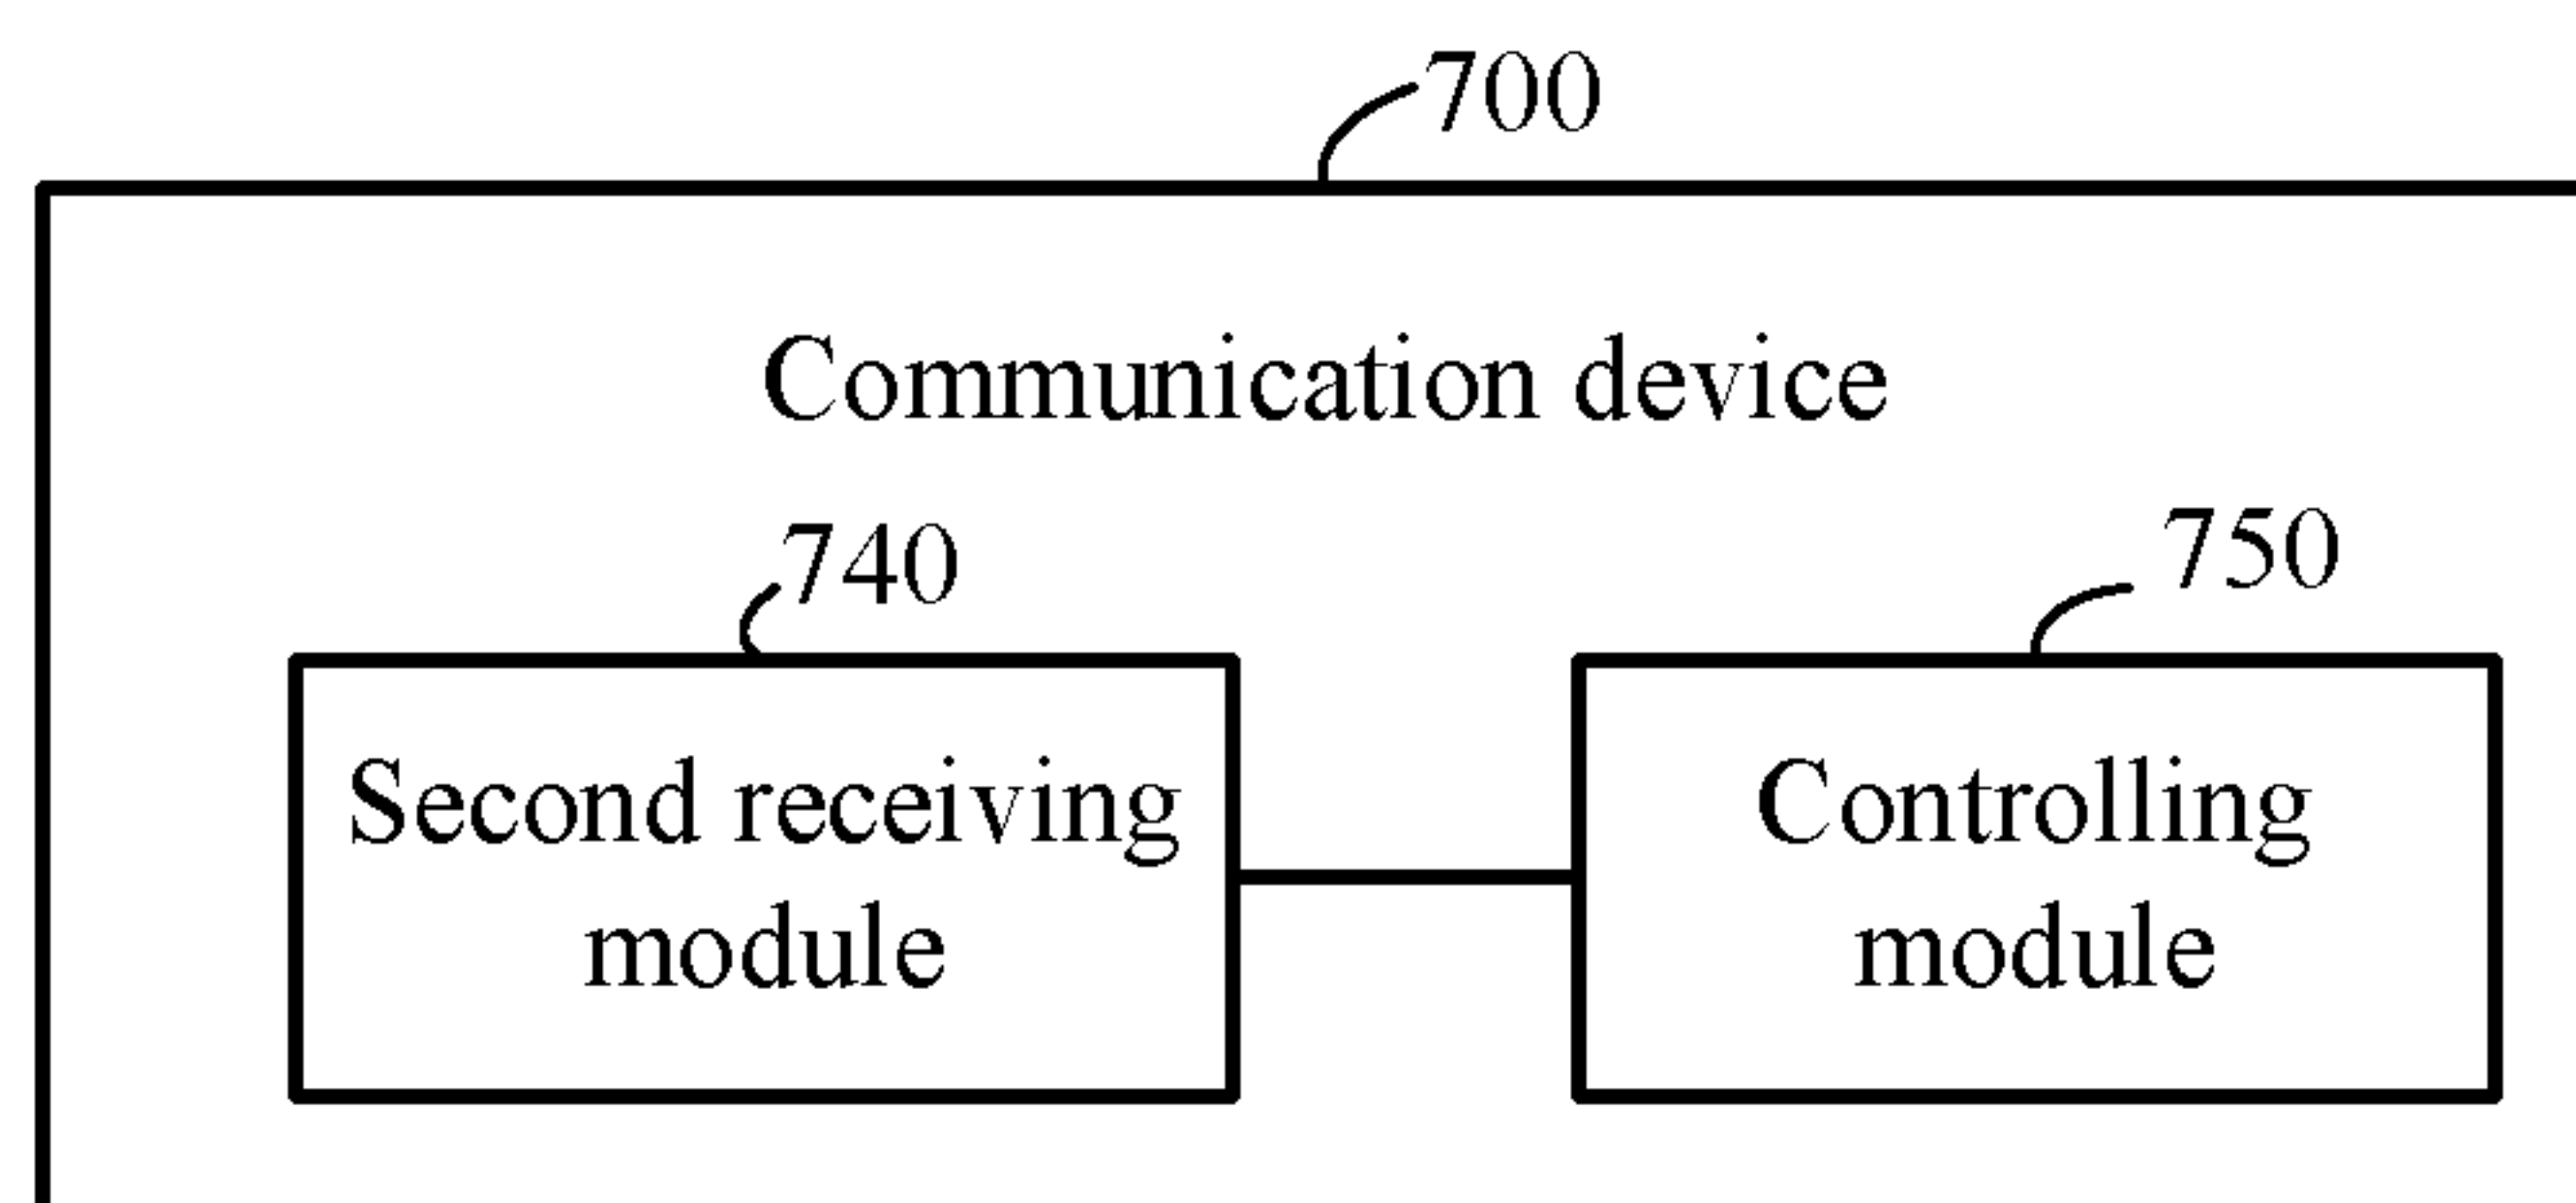 700
Communication device
740
750
Second receiving
module
Controlling
module